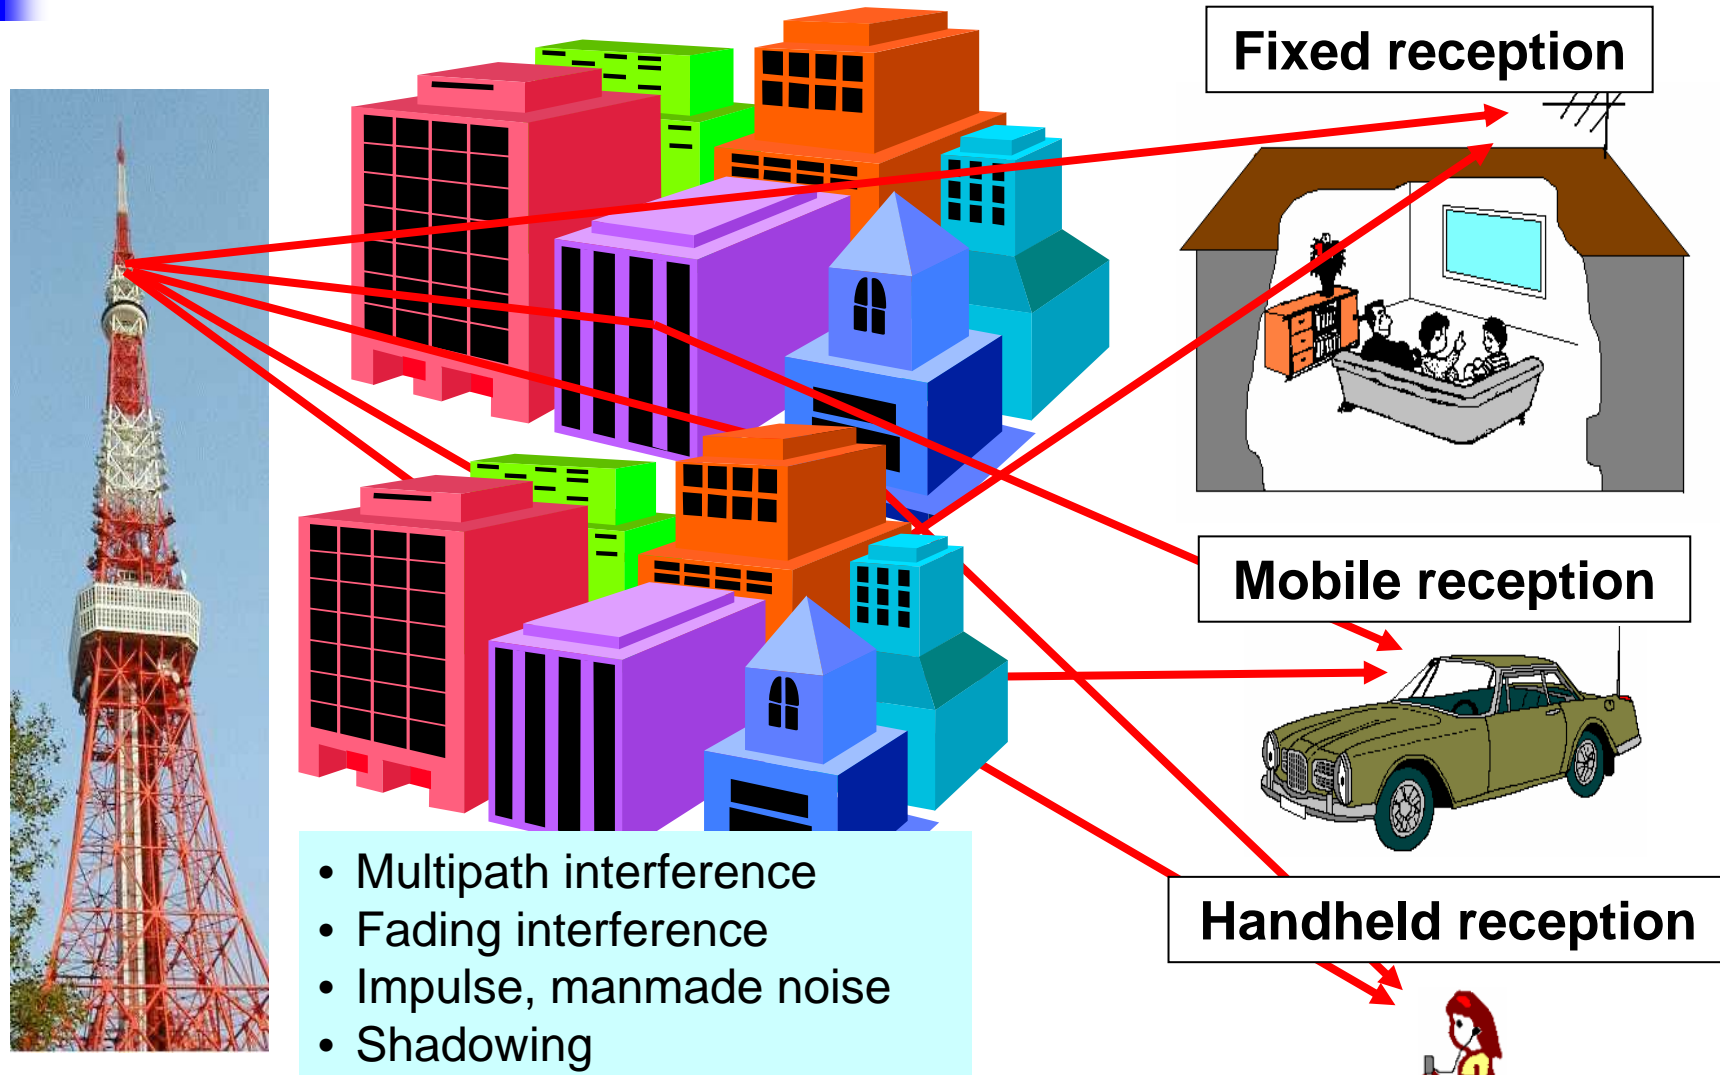 Fixed reception
Mobile reception
Handheld reception
• Multipath interference
• Fading interference
• Impulse, manmade noise
• Shadowing